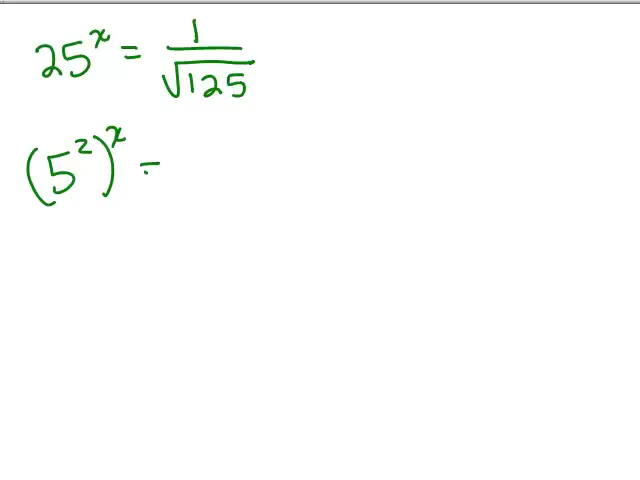 25^x = 1/√125
(5^2)^x =